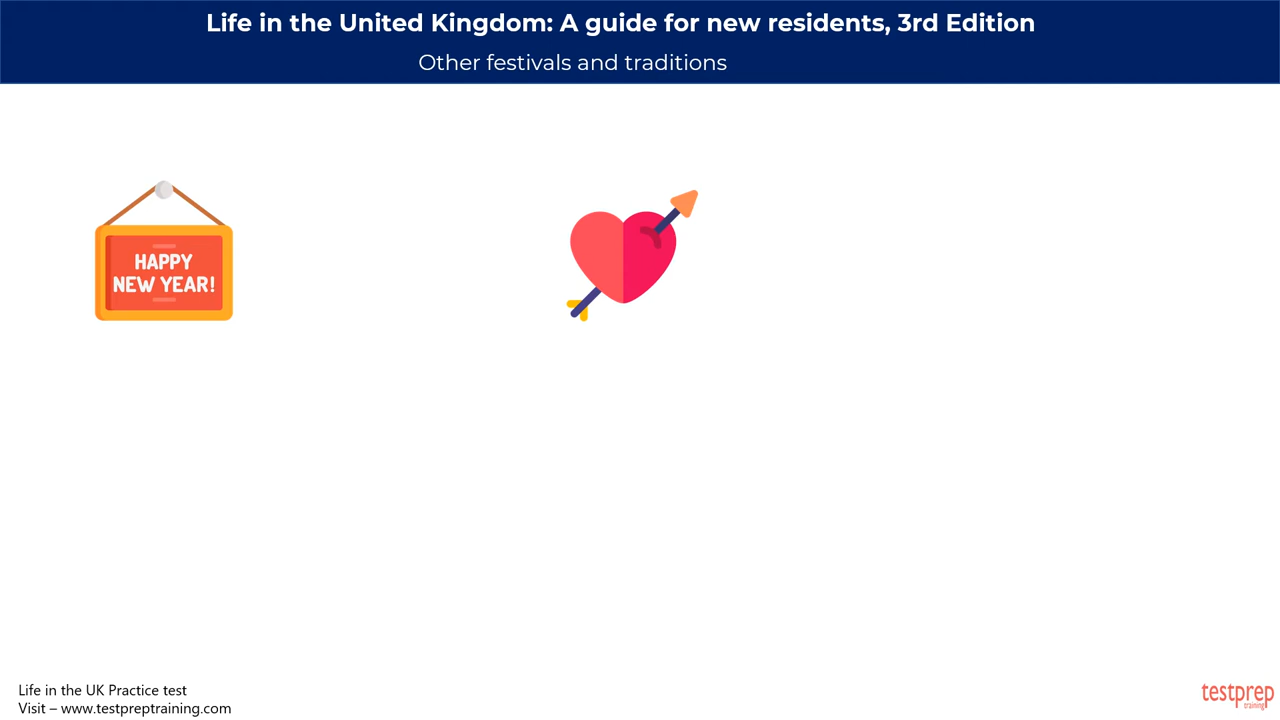 Life in the United Kingdom: A guide for new residents, 3rd Edition
Other festivals and traditions
HAPPY
NEW YEAR!
Life in the UK Practice test
Visit – www.testpreptraining.com
testprep
training